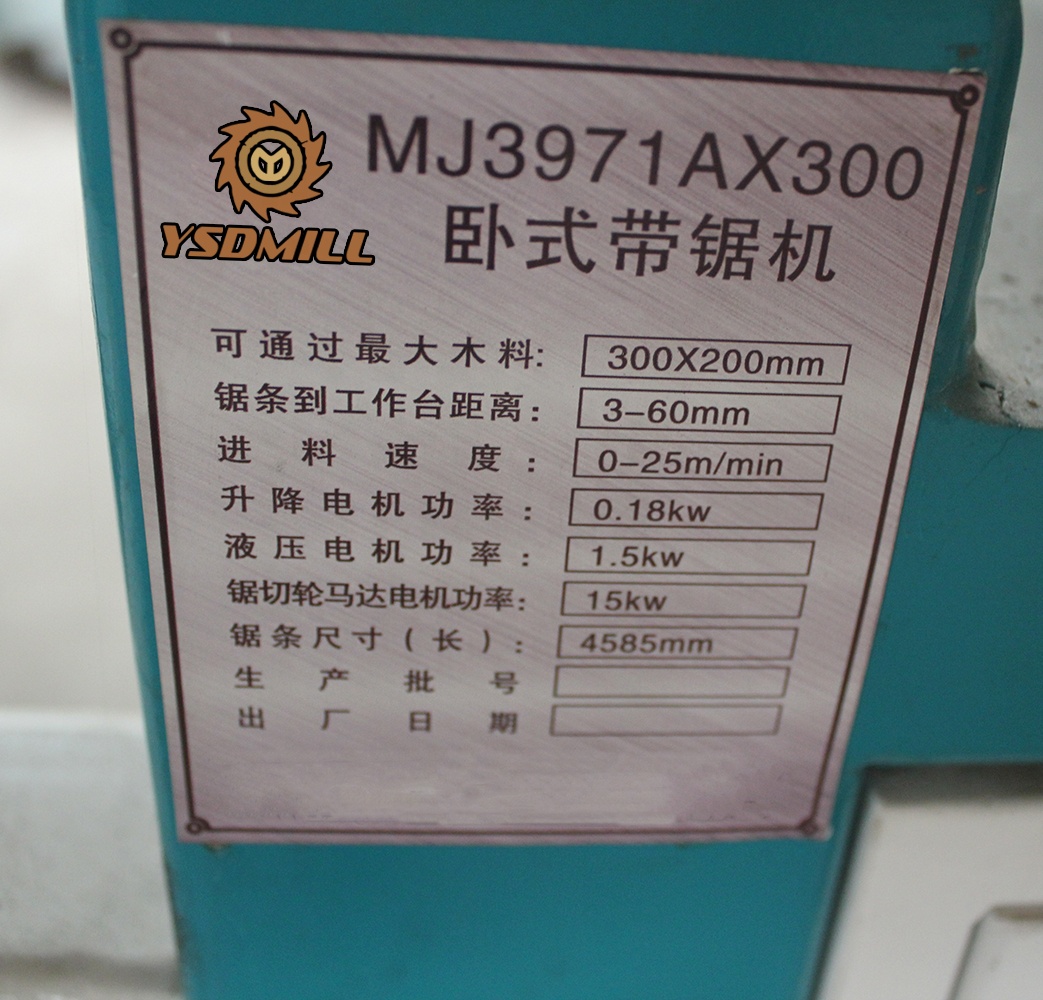 MJ3971AX300
YSDMILL
卧式带锯机
可通过最大木料: 300X200mm
锯条到工作台距离: 3-60mm
进料速度: 0-25m/min
升降电机功率: 0.18kw
液压电机功率: 1.5kw
锯切轮马达电机功率: 15kw
锯条尺寸(长): 4585mm
生产批号
出厂日期